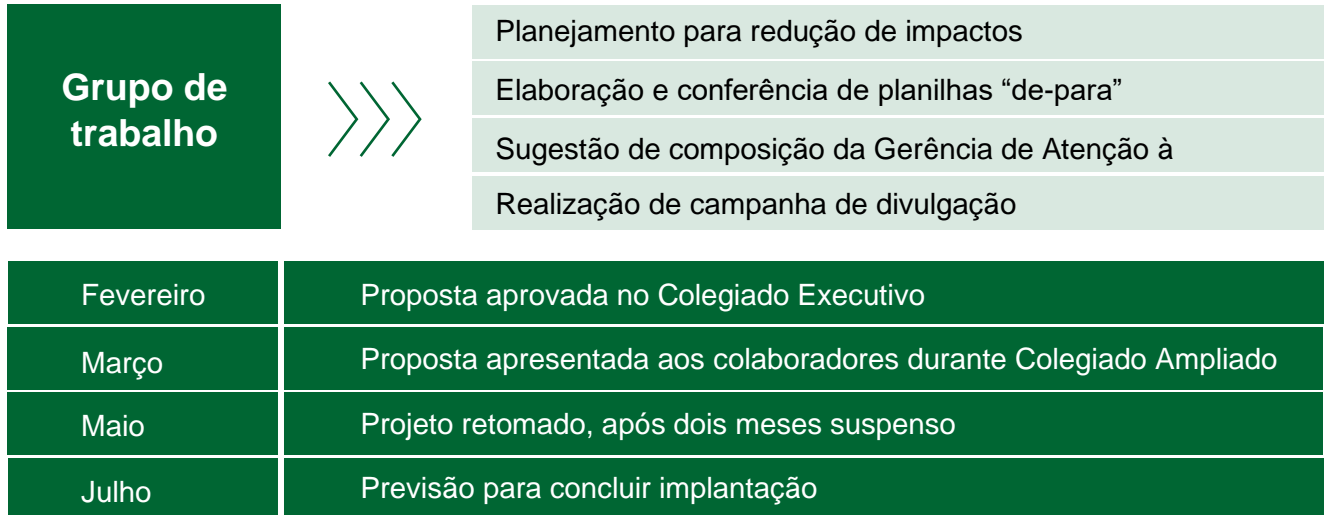 Grupo de
trabalho
Planejamento para redução de impactos
Elaboração e conferência de planilhas “de-para”
Sugestão de composição da Gerência de Atenção à
Realização de campanha de divulgação
Fevereiro
Proposta aprovada no Colegiado Executivo
Março
Proposta apresentada aos colaboradores durante Colegiado Ampliado
Maio
Projeto retomado, após dois meses suspenso
Julho
Previsão para concluir implantação